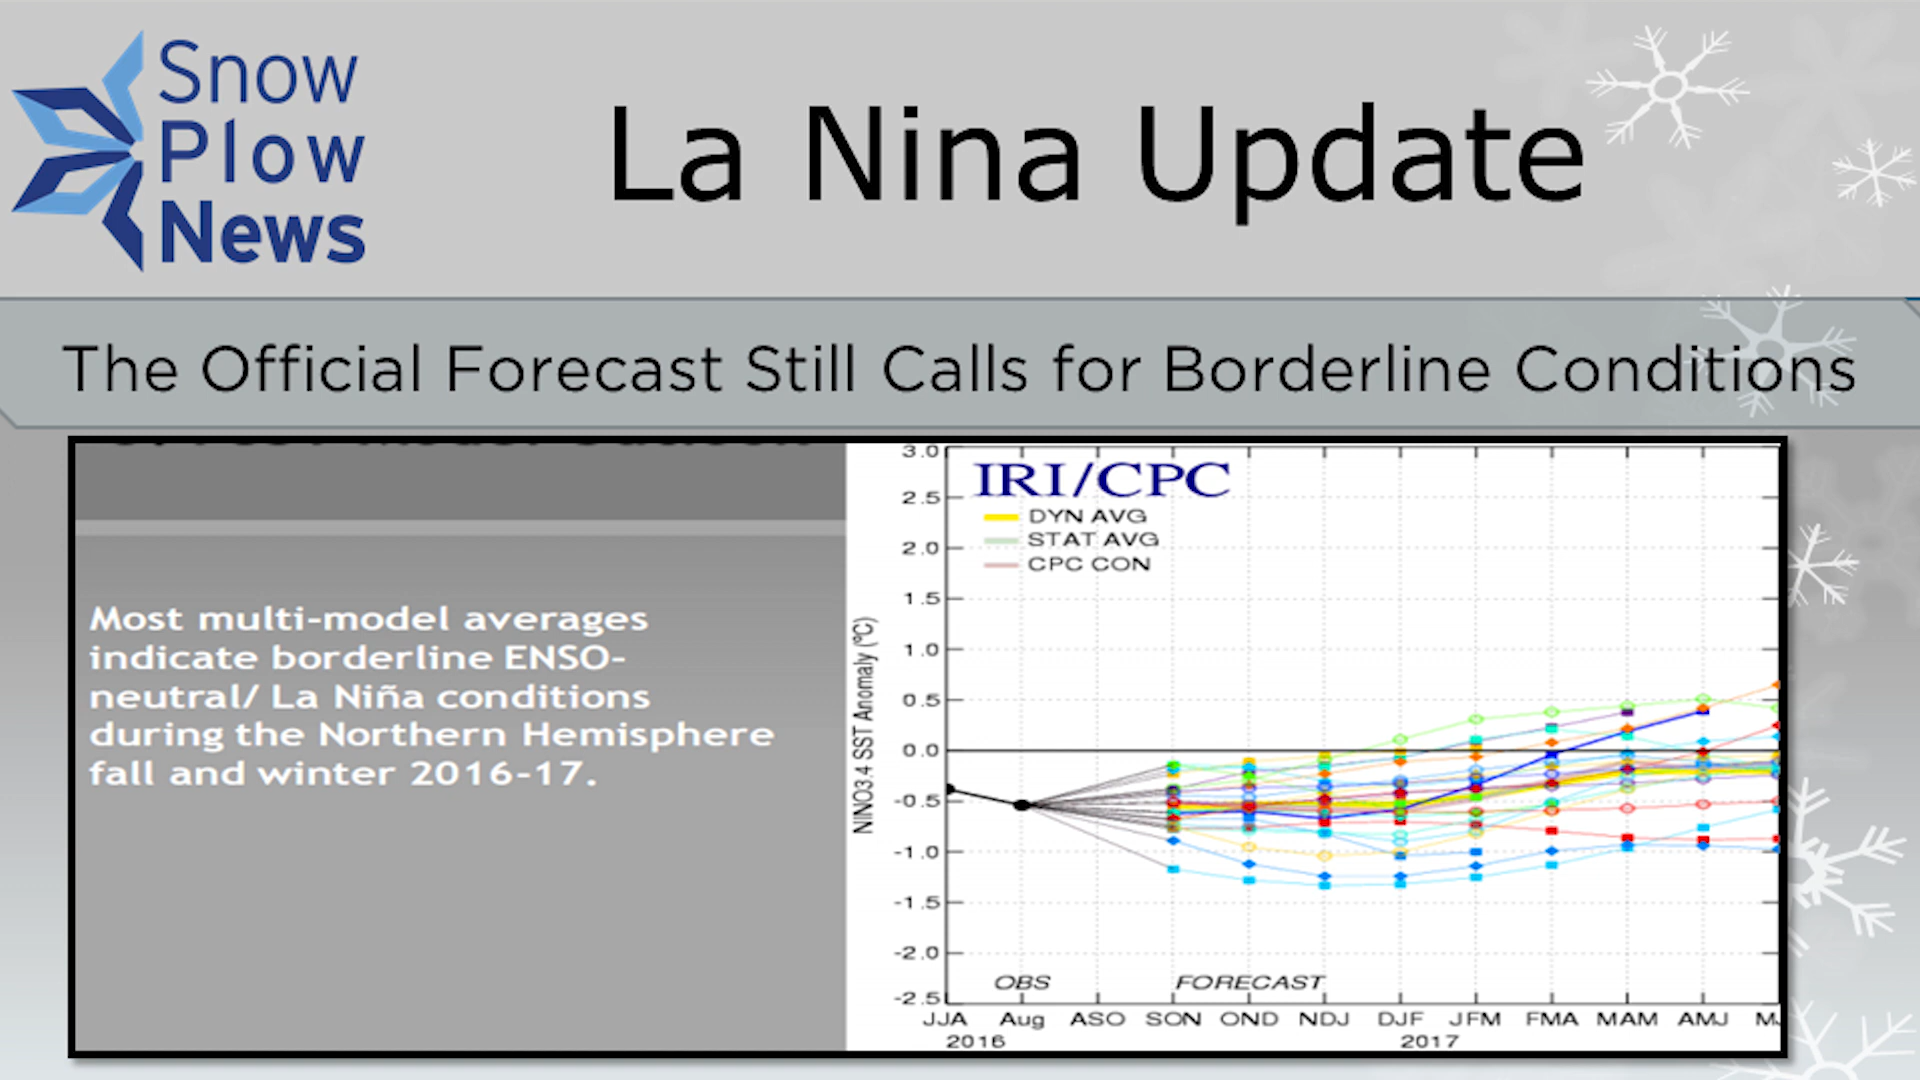 Snow
Plow
News
La Nina Update
The Official Forecast Still Calls for Borderline Conditions
Most multi-model averages
indicate borderline ENSO-
neutral/ La Niña conditions
during the Northern Hemisphere
fall and winter 2016-17.
IRI/CPC
DYN AVG
STAT AVG
CPC CON
NINO3.4 SST Anomaly (ºC)
3.0
2.5
2.0
1.5
1.0
0.5
0.0
-0.5
-1.0
-1.5
-2.0
-2.5
OBS FORECAST
JJA Aug ASO SON OND NDJ DJF JFM FMA MAM AMJ
2016 2017